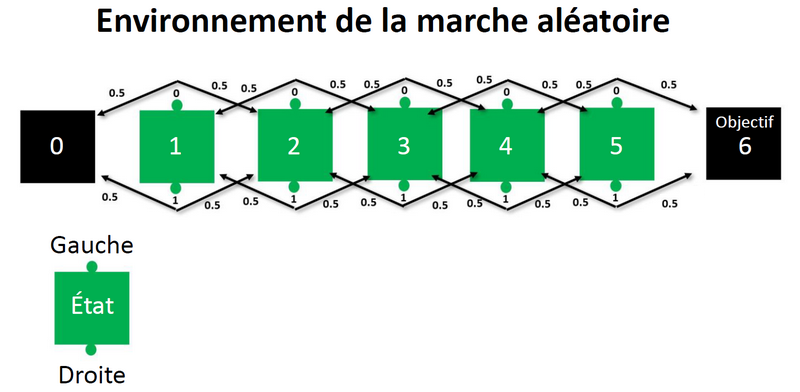 Environnement de la marche aléatoire
0.5 0 0.5 0.5 0 0.5 0.5 0 0.5 0.5 0 0.5 0.5 0 0.5
0 1 2 3 4 5 Objectif 6
0.5 1 0.5 0.5 1 0.5 0.5 1 0.5 0.5 1 0.5 0.5 1 0.5
Gauche
État
Droite